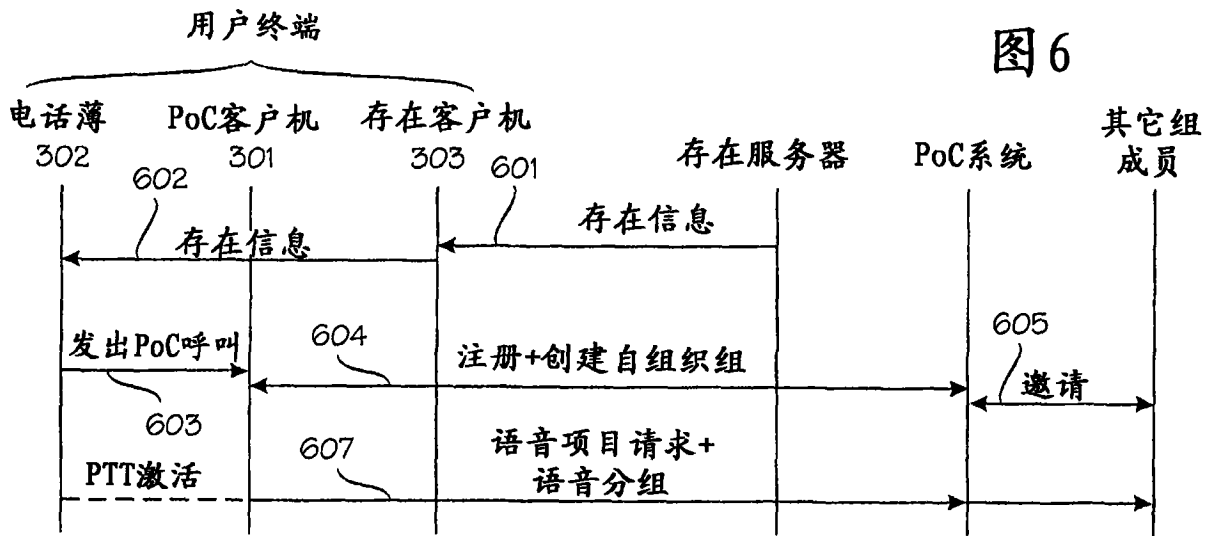 用户终端
图6
电话薄
302
PoC客户机
301
存在客户机
303
存在服务器
PoC系统
其它组
成员
602
601
存在信息
存在信息
发出PoC呼叫
603
604
注册+创建自组织组
605
邀请
PTT激活
607
语音项目请求+
语音分组